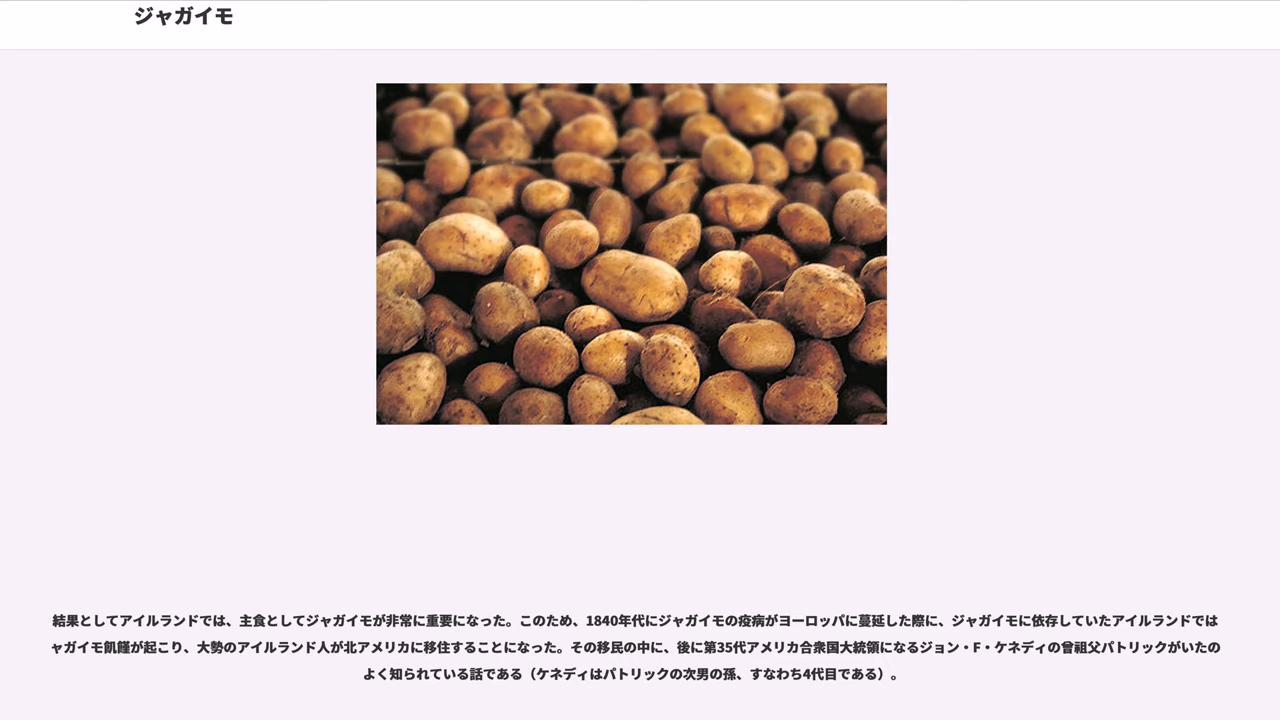 ジャガイモ
結果としてアイルランドでは、主食としてジャガイモが非常に重要になった。このため、1840年代にジャガイモの疫病がヨーロッパに蔓延した際に、ジャガイモに依存していたアイルランドでは
ャガイモ飢饉が起こり、大勢のアイルランド人が北アメリカに移住することになった。その移民の中に、後に第35代アメリカ合衆国大統領になるジョン・F・ケネディの曾祖父パトリックがいたの
よく知られている話である（ケネディはパトリックの次男の孫、すなわち4代目である）。